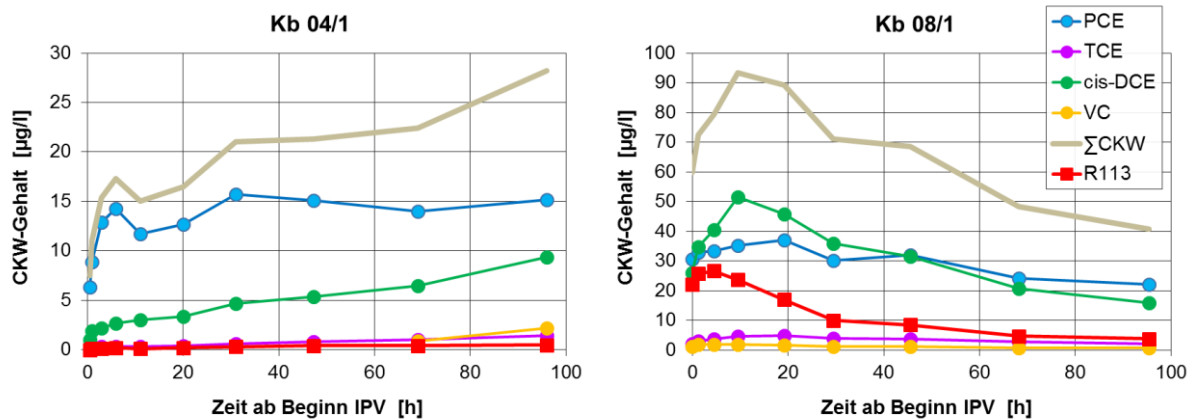 Kb 04/1
30
25
20
15
10
5
0
0 20 40 60 80 100
CKW-Gehalt [µg/l]
Zeit ab Beginn IPV [h]
Kb 08/1
100
90
80
70
60
50
40
30
20
10
0
0 20 40 60 80 100
CKW-Gehalt [µg/l]
Zeit ab Beginn IPV [h]
PCE
TCE
cis-DCE
VC
∑CKW
R113